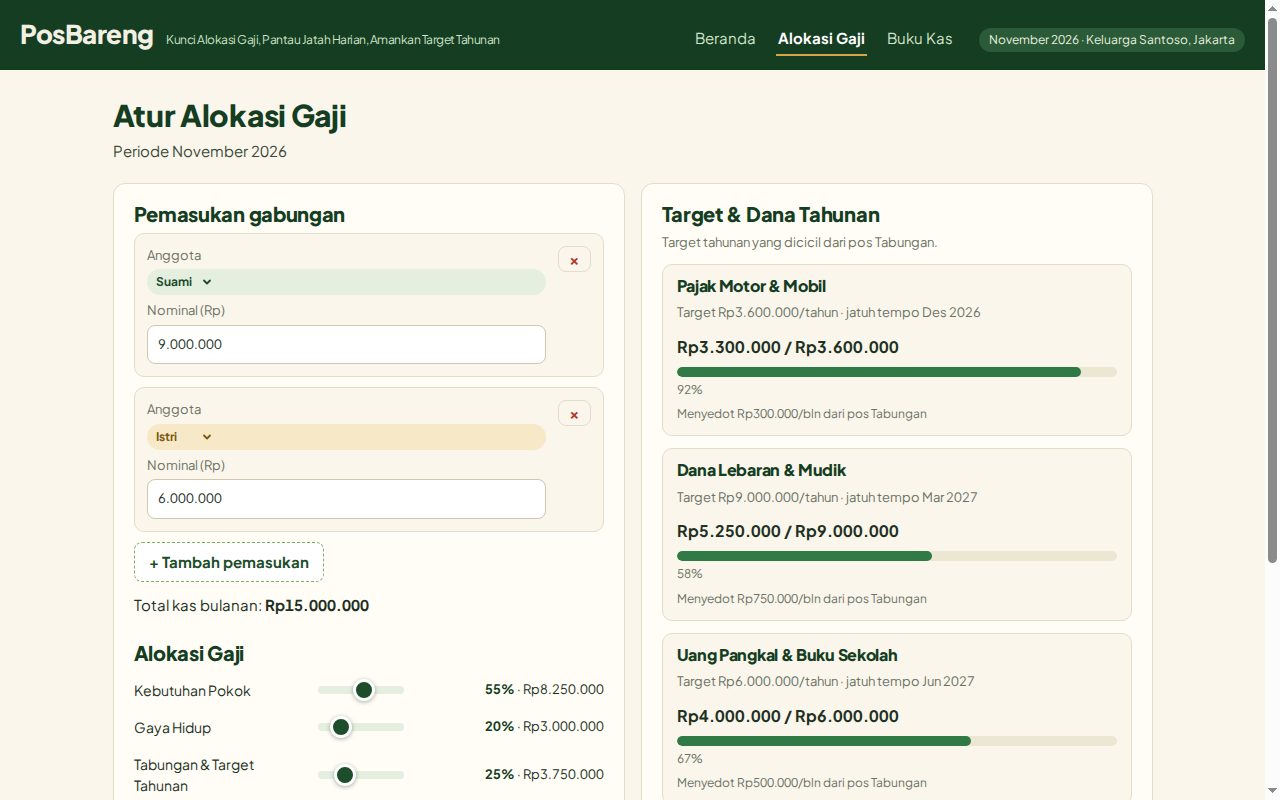 PosBareng
Kunci Alokasi Gaji, Pantau Jatah Harian, Amankan Target Tahunan
Beranda
Alokasi Gaji
Buku Kas
November 2026 · Keluarga Santoso, Jakarta
Atur Alokasi Gaji
Periode November 2026
Pemasukan gabungan
Anggota
×
Suami
Nominal (Rp)
9.000.000
Anggota
×
Istri
Nominal (Rp)
6.000.000
+ Tambah pemasukan
Total kas bulanan: Rp15.000.000
Alokasi Gaji
Kebutuhan Pokok
55% · Rp8.250.000
Gaya Hidup
20% · Rp3.000.000
Tabungan & Target
Tahunan
25% · Rp3.750.000
Target & Dana Tahunan
Target tahunan yang dicicil dari pos Tabungan.
Pajak Motor & Mobil
Target Rp3.600.000/tahun · jatuh tempo Des 2026
Rp3.300.000 / Rp3.600.000
92%
Menyedot Rp300.000/bln dari pos Tabungan
Dana Lebaran & Mudik
Target Rp9.000.000/tahun · jatuh tempo Mar 2027
Rp5.250.000 / Rp9.000.000
58%
Menyedot Rp750.000/bln dari pos Tabungan
Uang Pangkal & Buku Sekolah
Target Rp6.000.000/tahun · jatuh tempo Jun 2027
Rp4.000.000 / Rp6.000.000
67%
Menyedot Rp500.000/bln dari pos Tabungan